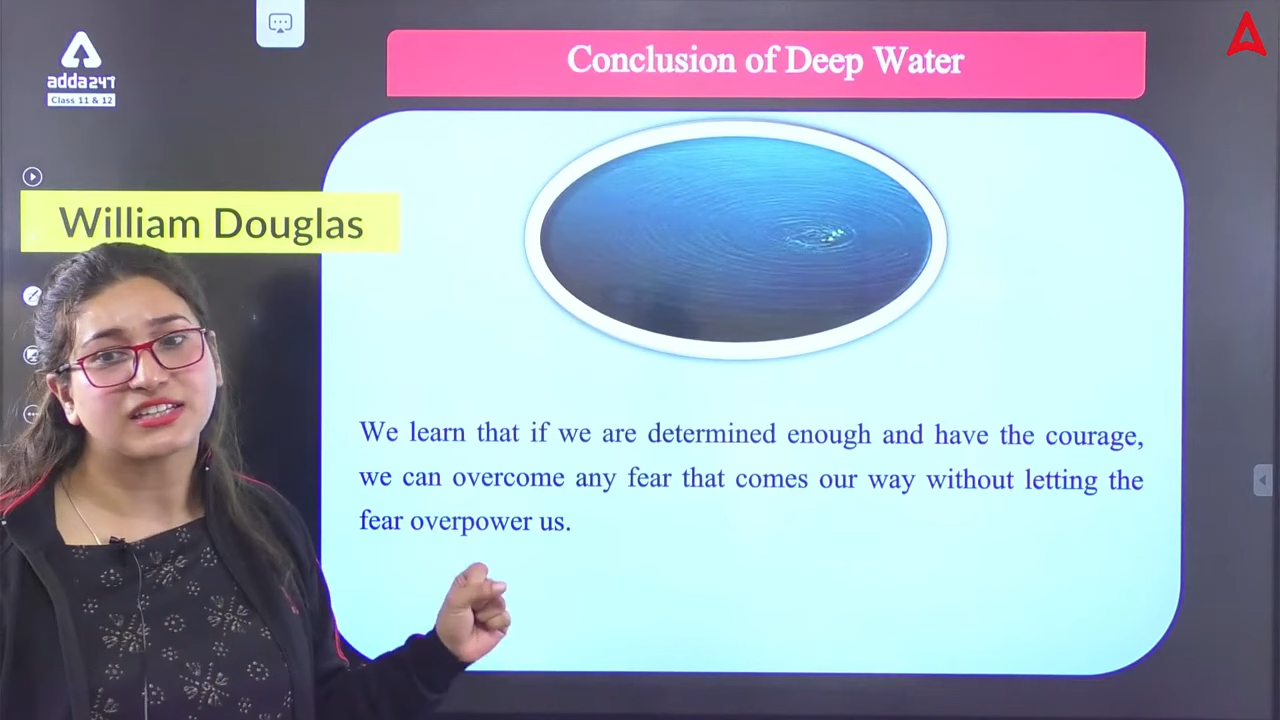 Conclusion of Deep Water
adda247
Class 11 & 12
William Douglas
We learn that if we are determined enough and have the courage,
we can overcome any fear that comes our way without letting the
fear overpower us.